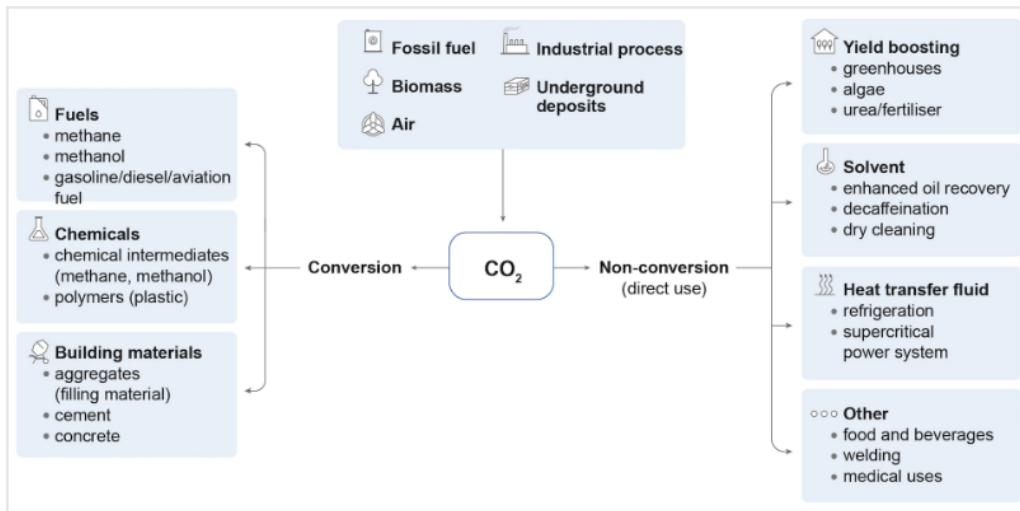 Fossil fuel
Industrial process
Biomass
Underground
deposits
Air
Fuels
• methane
• methanol
• gasoline/diesel/aviation
fuel
Chemicals
• chemical intermediates
(methane, methanol)
• polymers (plastic)
Building materials
• aggregates
(filling material)
• cement
• concrete
Conversion
CO₂
Non-conversion
(direct use)
Yield boosting
• greenhouses
• algae
• urea/fertiliser
Solvent
• enhanced oil recovery
• decaffeination
• dry cleaning
Heat transfer fluid
• refrigeration
• supercritical
power system
Other
• food and beverages
• welding
• medical uses